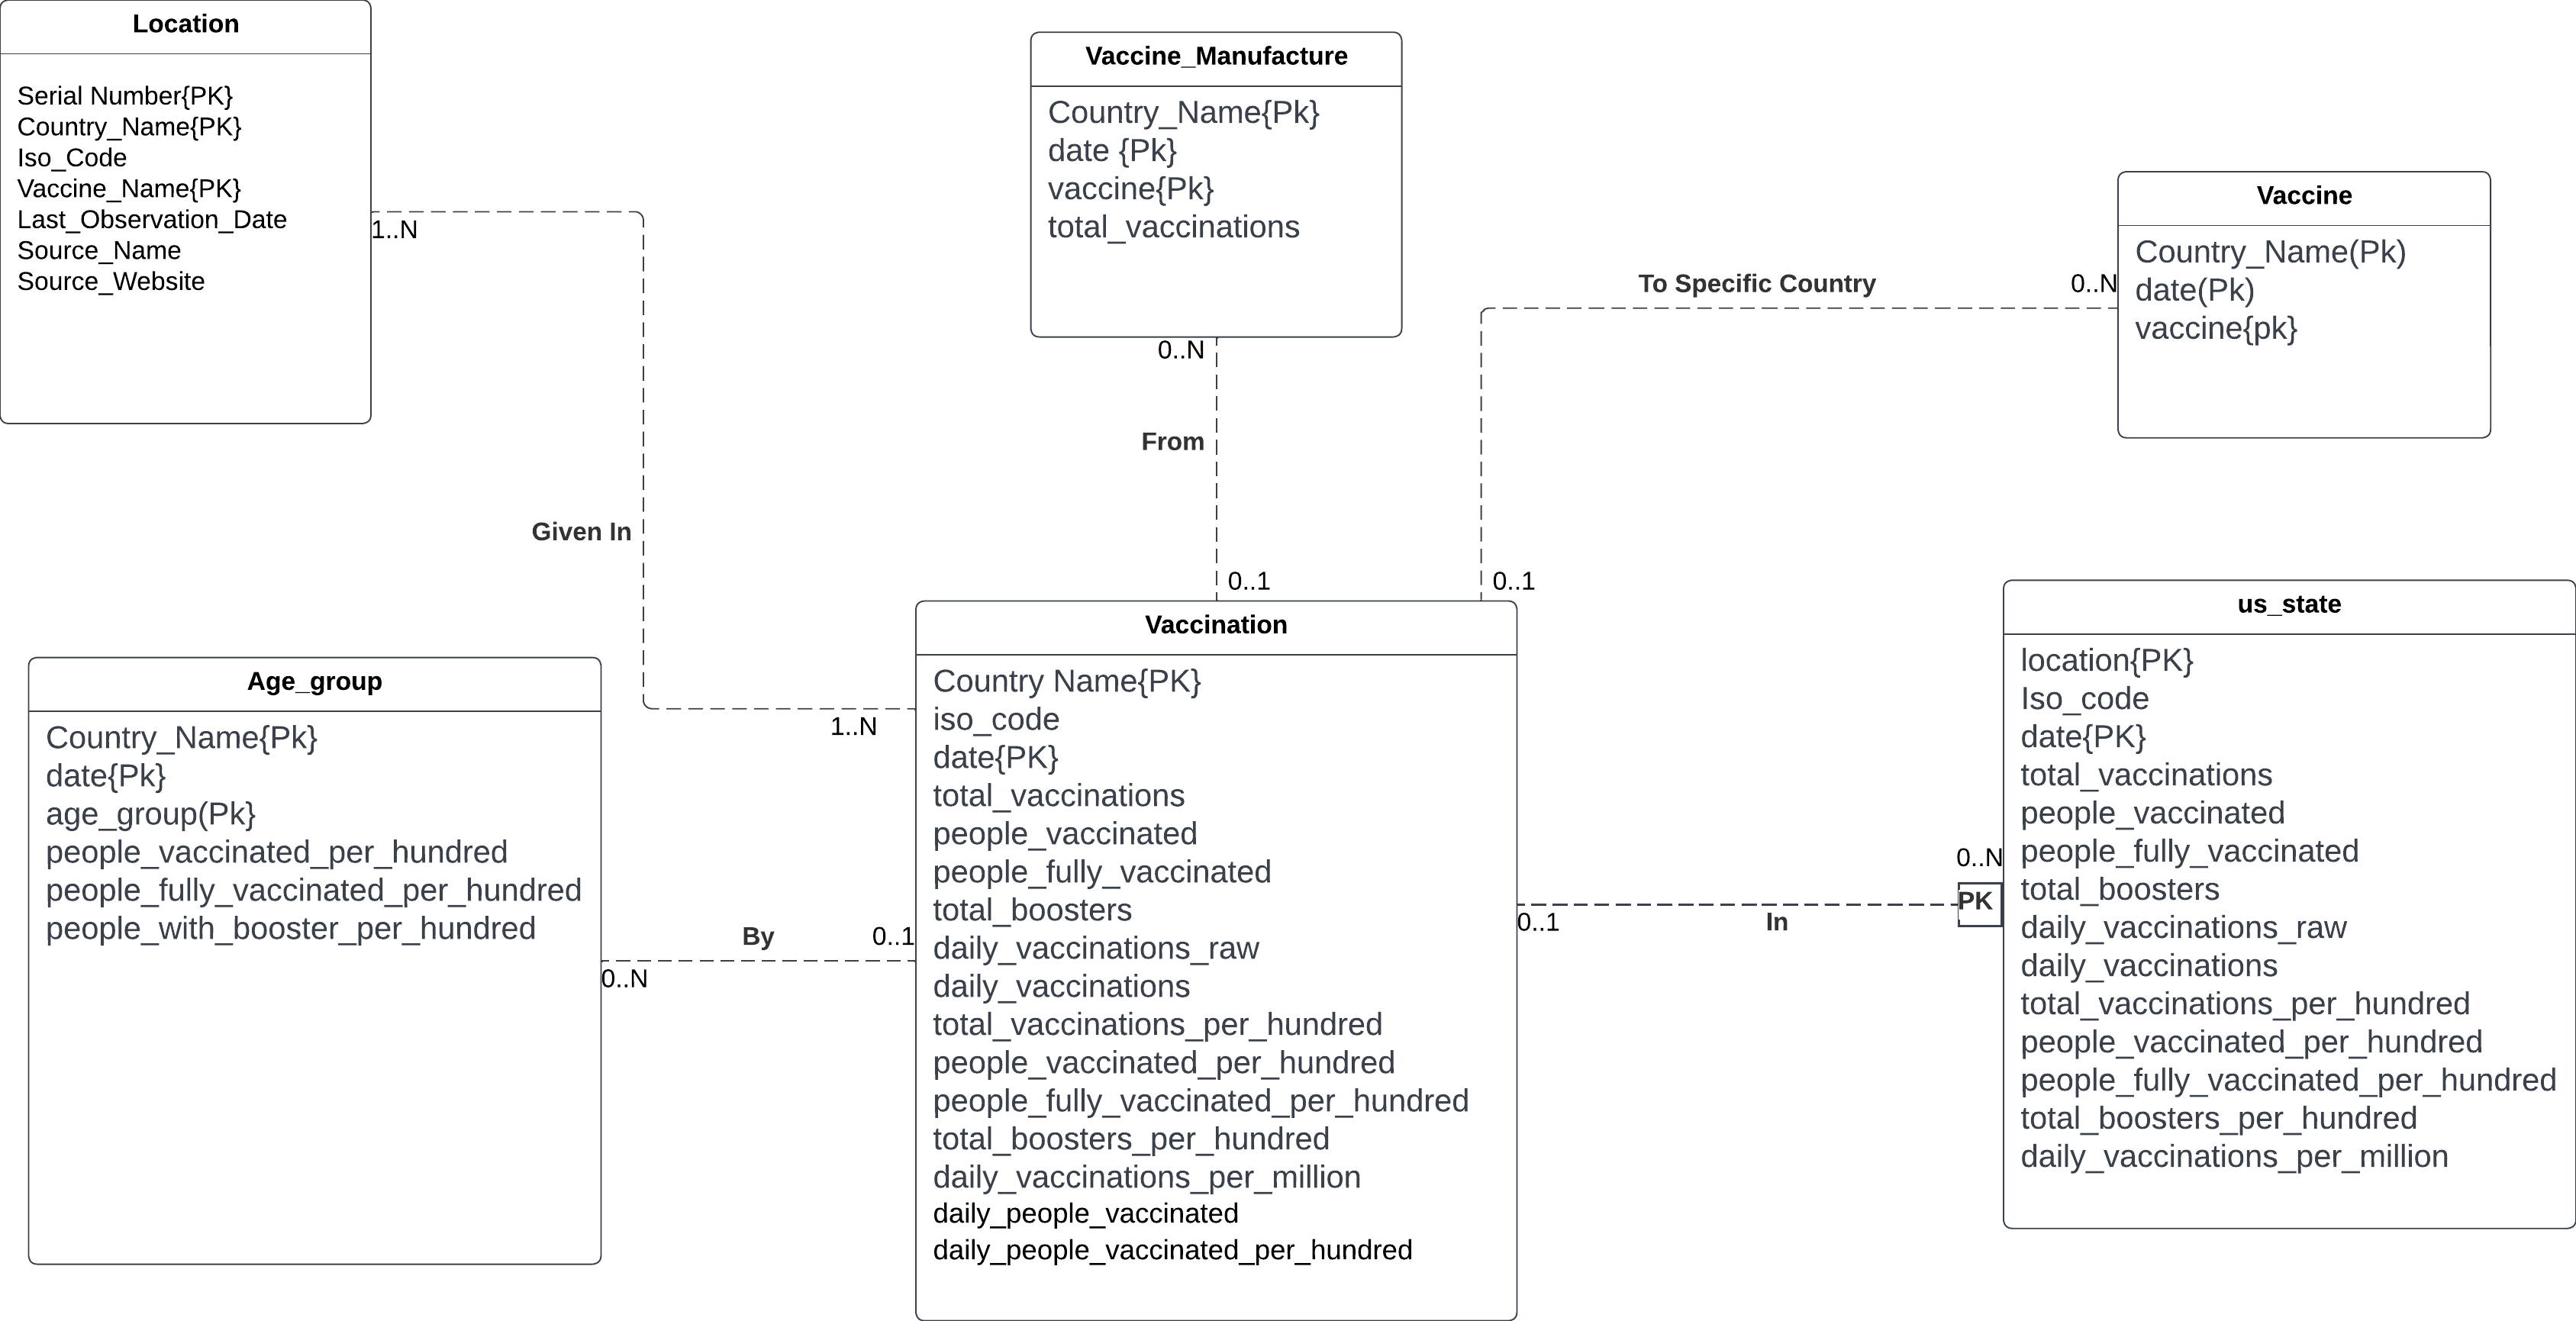 Location
Serial Number{PK}
Country_Name{PK}
Iso_Code
Vaccine_Name{PK}
Last_Observation_Date
Source_Name
Source_Website
1..N
Vaccine_Manufacture
Country_Name{Pk}
date {Pk}
vaccine{Pk}
total_vaccinations
0..N
From
0..1
Vaccine
Country_Name(Pk)
date(Pk)
vaccine{pk}
To Specific Country
0..N
0..1
Given In
1..N
Age_group
Country_Name{Pk}
date{Pk}
age_group(Pk}
people_vaccinated_per_hundred
people_fully_vaccinated_per_hundred
people_with_booster_per_hundred
By
0..1
0..N
Vaccination
Country Name{PK}
iso_code
date{PK}
total_vaccinations
people_vaccinated
people_fully_vaccinated
total_boosters
daily_vaccinations_raw
daily_vaccinations
total_vaccinations_per_hundred
people_vaccinated_per_hundred
people_fully_vaccinated_per_hundred
total_boosters_per_hundred
daily_vaccinations_per_million
daily_people_vaccinated
daily_people_vaccinated_per_hundred
0..1
In
0..N
PK
us_state
location{PK}
Iso_code
date{PK}
total_vaccinations
people_vaccinated
people_fully_vaccinated
total_boosters
daily_vaccinations_raw
daily_vaccinations
total_vaccinations_per_hundred
people_vaccinated_per_hundred
people_fully_vaccinated_per_hundred
total_boosters_per_hundred
daily_vaccinations_per_million